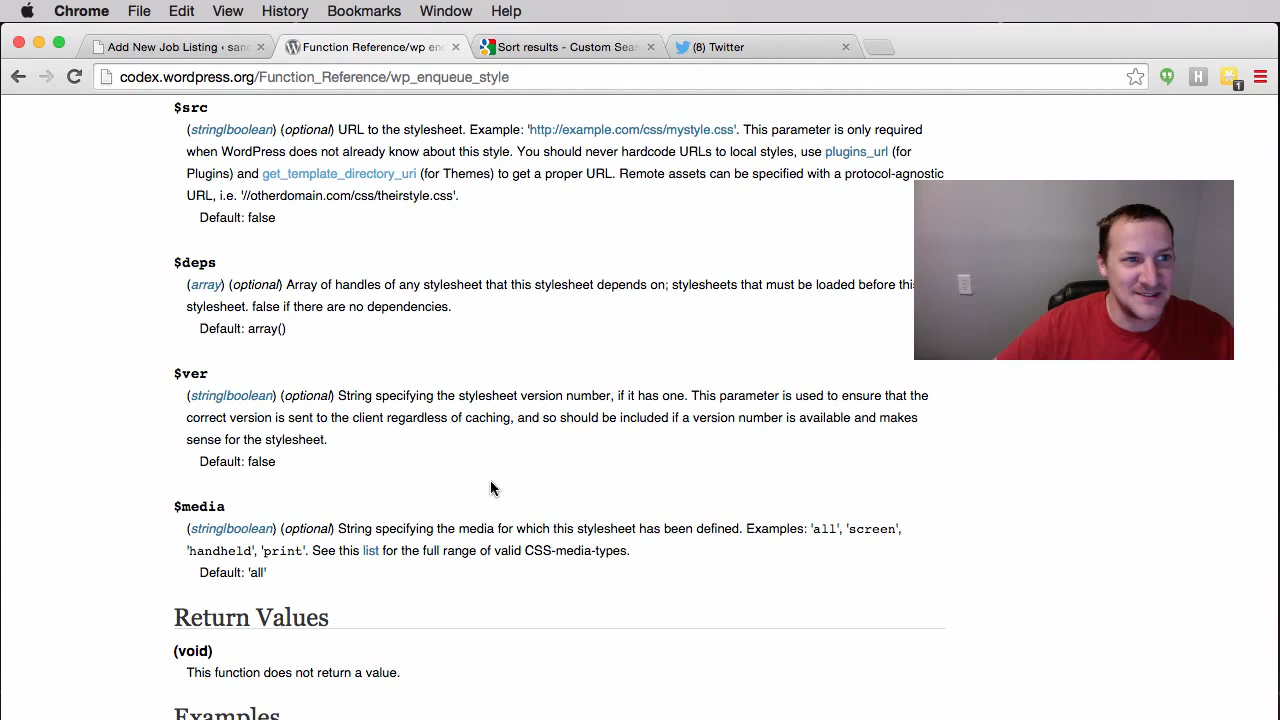 Chrome File Edit View History Bookmarks Window Help
Add New Job Listing ‹ san
Function Reference/wp en
Sort results - Custom Sear
(8) Twitter
codex.wordpress.org/Function_Reference/wp_enqueue_style
H
1
$src
(string|boolean) (optional) URL to the stylesheet. Example: 'http://example.com/css/mystyle.css'. This parameter is only required
when WordPress does not already know about this style. You should never hardcode URLs to local styles, use plugins_url (for
Plugins) and get_template_directory_uri (for Themes) to get a proper URL. Remote assets can be specified with a protocol-agnostic
URL, i.e. '//otherdomain.com/css/theirstyle.css'.
Default: false
$deps
(array) (optional) Array of handles of any stylesheet that this stylesheet depends on; stylesheets that must be loaded before this
stylesheet. false if there are no dependencies.
Default: array()
$ver
(string|boolean) (optional) String specifying the stylesheet version number, if it has one. This parameter is used to ensure that the
correct version is sent to the client regardless of caching, and so should be included if a version number is available and makes
sense for the stylesheet.
Default: false
$media
(string|boolean) (optional) String specifying the media for which this stylesheet has been defined. Examples: 'all', 'screen',
'handheld', 'print'. See this list for the full range of valid CSS-media-types.
Default: 'all'
Return Values
(void)
This function does not return a value.
Examples